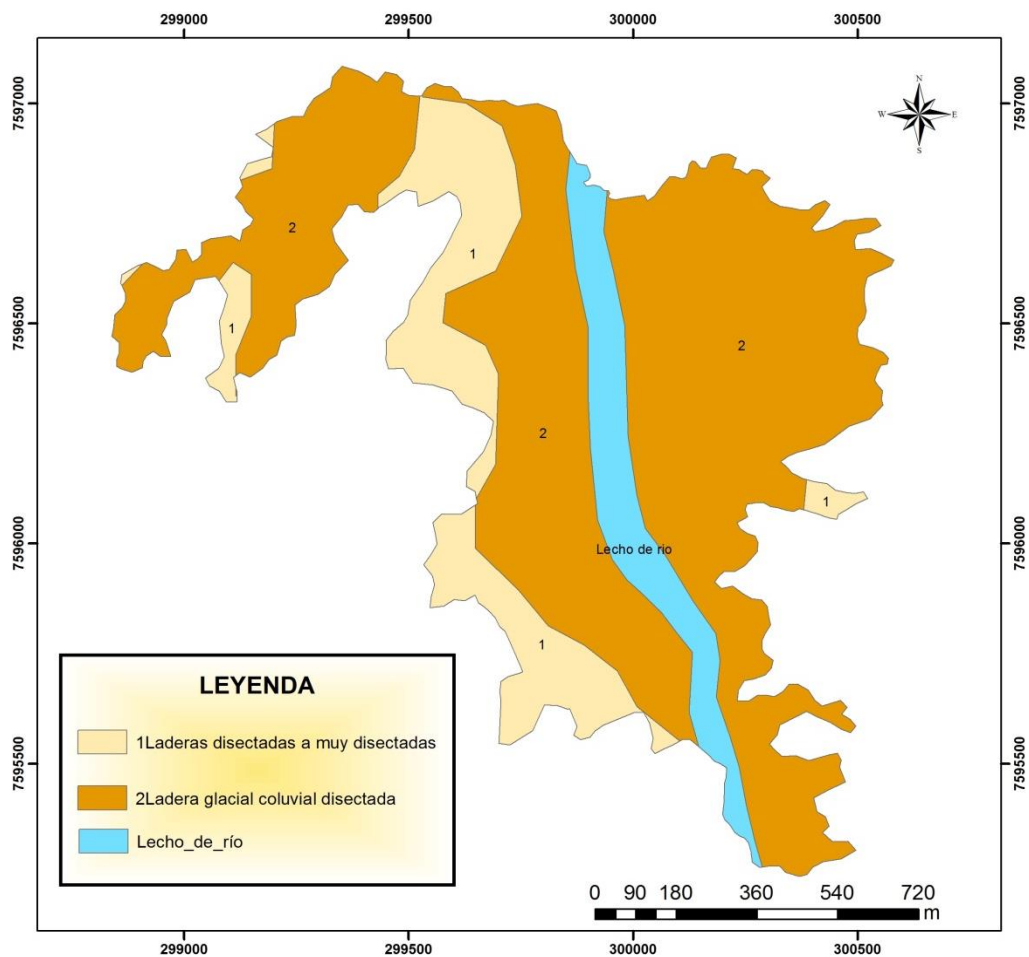 299000 299500 300000 300500
7597000 7597000
N
W E
S
2
1
1
7596500 7596500
2
2
1
7596000 Lecho de rio 7596000
1
LEYENDA
1Laderas disectadas a muy disectadas
7595500 7595500
2Ladera glacial coluvial disectada
Lecho_de_río
0 90 180 360 540 720
m
299000 299500 300000 300500